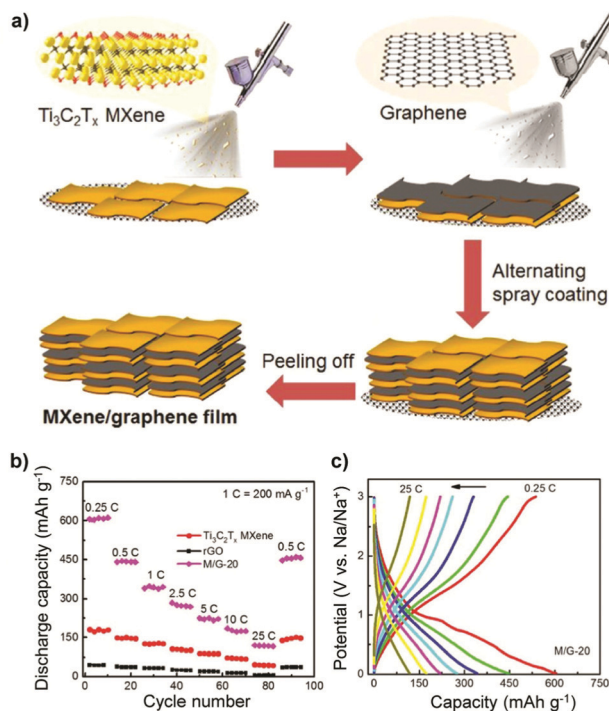 a)
Ti₃C₂Tₓ MXene
Graphene
Alternating
spray coating
Peeling off
MXene/graphene film
b)
Discharge capacity (mAh g⁻¹)
750
600
450
300
150
0
0.25 C
0.5 C
1 C
2.5 C
5 C
10 C
25 C
0.5 C
1 C = 200 mA g⁻¹
Ti₃C₂Tₓ MXene
rGO
M/G-20
0 20 40 60 80 100
Cycle number
c)
Potential (V vs. Na/Na⁺)
3
2
1
0
25 C
0.25 C
M/G-20
0 150 300 450 600 750
Capacity (mAh g⁻¹)